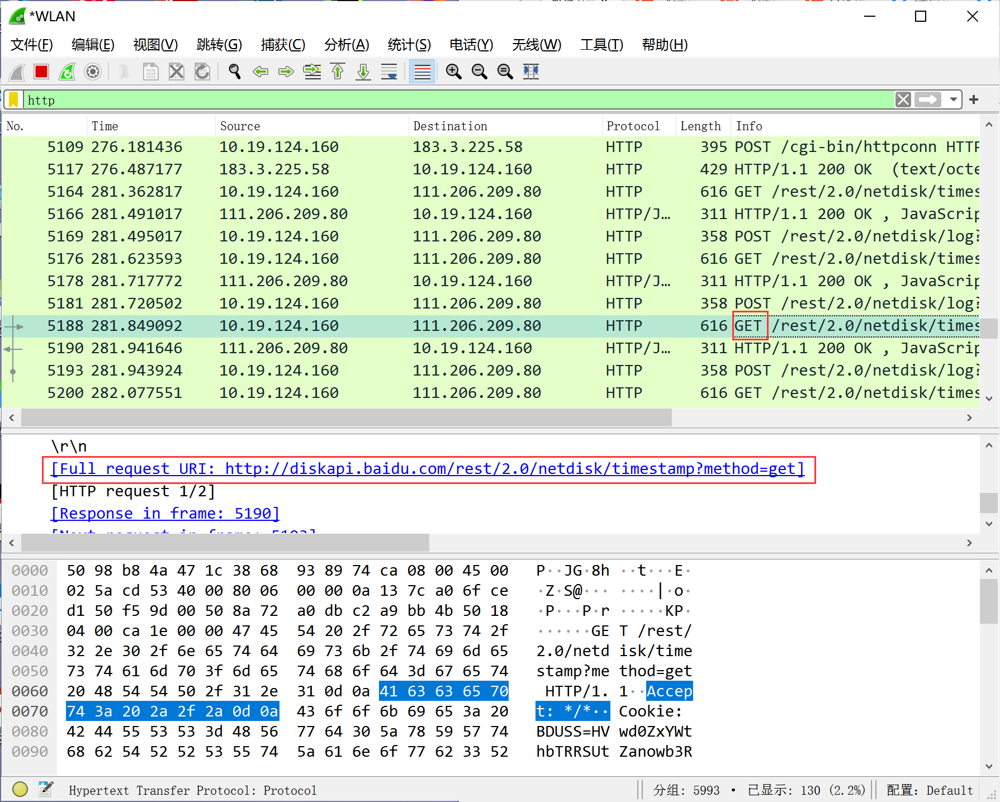 *WLAN
文件(F) 编辑(E) 视图(V) 跳转(G) 捕获(C) 分析(A) 统计(S) 电话(Y) 无线(W) 工具(T) 帮助(H)
http
No. Time Source Destination Protocol Length Info
5109 276.181436 10.19.124.160 183.3.225.58 HTTP 395 POST /cgi-bin/httpconn HTTP
5117 276.487177 183.3.225.58 10.19.124.160 HTTP 429 HTTP/1.1 200 OK (text/octe
5164 281.362817 10.19.124.160 111.206.209.80 HTTP 616 GET /rest/2.0/netdisk/times
5166 281.491017 111.206.209.80 10.19.124.160 HTTP/J… 311 HTTP/1.1 200 OK , JavaScrip
5169 281.495017 10.19.124.160 111.206.209.80 HTTP 358 POST /rest/2.0/netdisk/log?
5176 281.623593 10.19.124.160 111.206.209.80 HTTP 616 GET /rest/2.0/netdisk/times
5178 281.717772 111.206.209.80 10.19.124.160 HTTP/J… 311 HTTP/1.1 200 OK , JavaScrip
5181 281.720502 10.19.124.160 111.206.209.80 HTTP 358 POST /rest/2.0/netdisk/log?
5188 281.849092 10.19.124.160 111.206.209.80 HTTP 616 GET /rest/2.0/netdisk/times
5190 281.941646 111.206.209.80 10.19.124.160 HTTP/J… 311 HTTP/1.1 200 OK , JavaScrip
5193 281.943924 10.19.124.160 111.206.209.80 HTTP 358 POST /rest/2.0/netdisk/log?
5200 282.077551 10.19.124.160 111.206.209.80 HTTP 616 GET /rest/2.0/netdisk/times
\r\n
[Full request URI: http://diskapi.baidu.com/rest/2.0/netdisk/timestamp?method=get]
[HTTP request 1/2]
[Response in frame: 5190]
[Next request in frame: 5193]
0000 50 98 b8 4a 47 1c 38 68 93 89 74 ca 08 00 45 00 P··JG·8h ··t···E·
0010 02 5a cd 53 40 00 80 06 00 00 0a 13 7c a0 6f ce ·Z·S@··· ····|·o·
0020 d1 50 f5 9d 00 50 8a 72 a0 db c2 a9 bb 4b 50 18 ·P···P·r ·····KP·
0030 04 00 ca 1e 00 00 47 45 54 20 2f 72 65 73 74 2f ······GE T /rest/
0040 32 2e 30 2f 6e 65 74 64 69 73 6b 2f 74 69 6d 65 2.0/netd isk/time
0050 73 74 61 6d 70 3f 6d 65 74 68 6f 64 3d 67 65 74 stamp?me thod=get
0060 20 48 54 54 50 2f 31 2e 31 0d 0a 41 63 63 65 70 HTTP/1. 1··Accep
0070 74 3a 20 2a 2f 2a 0d 0a 43 6f 6f 6b 69 65 3a 20 t: */*·· Cookie:
0080 42 44 55 53 53 3d 48 56 77 64 30 5a 78 59 57 74 BDUSS=HV wd0ZxYWt
0090 68 62 54 52 52 53 55 74 5a 61 6e 6f 77 62 33 52 hbTRRSUt Zanowb3R
Hypertext Transfer Protocol: Protocol 分组: 5993 · 已显示: 130 (2.2%) 配置: Default